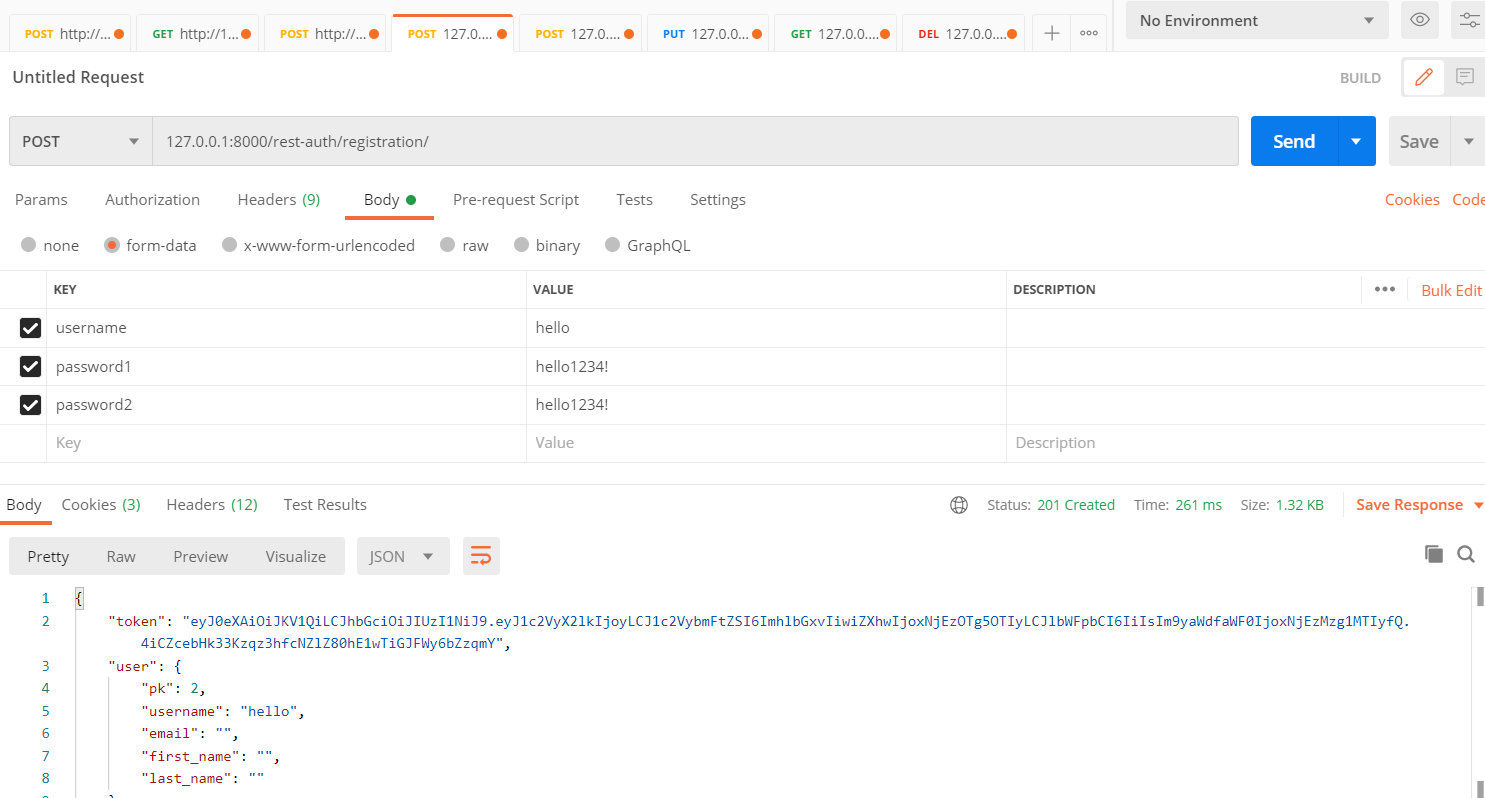 POST http://... GET http://1... POST http://... POST 127.0.... POST 127.0.... PUT 127.0.0... GET 127.0.0.... DEL 127.0.0.... No Environment
Untitled Request BUILD
POST 127.0.0.1:8000/rest-auth/registration/ Send Save
Params Authorization Headers (9) Body Pre-request Script Tests Settings Cookies Code
none form-data x-www-form-urlencoded raw binary GraphQL
KEY VALUE DESCRIPTION Bulk Edit
username hello
password1 hello1234!
password2 hello1234!
Key Value Description
Body Cookies (3) Headers (12) Test Results Status: 201 Created Time: 261 ms Size: 1.32 KB Save Response
Pretty Raw Preview Visualize JSON
1 {
2 "token": "eyJ0eXAiOiJKV1QiLCJhbGciOiJIUzI1NiJ9.eyJ1c2VyX2lkIjoyLCJ1c2VybmFtZSI6ImhlbGxvIiwiZXhwIjoxNjEzOTg5OTIyLCJlbWFpbCI6IiIsIm9yaWdfaWF0IjoxNjEzMzg1MTIyfQ.
4iCZcebHk33Kzqz3hfcNZlZ80hE1wTiGJFWy6bZzqmY",
3 "user": {
4 "pk": 2,
5 "username": "hello",
6 "email": "",
7 "first_name": "",
8 "last_name": ""